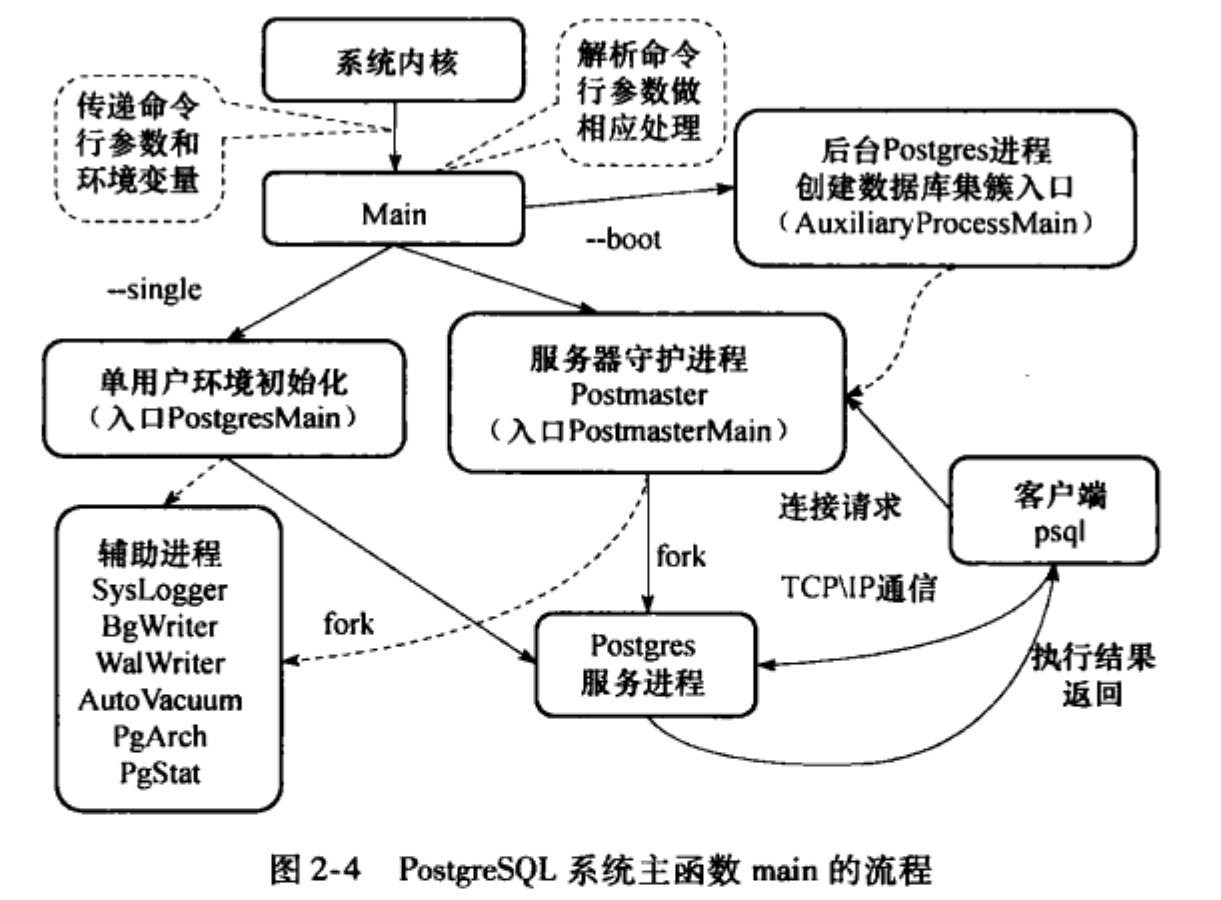 系统内核
传递命令
行参数和
环境变量
解析命令
行参数做
相应处理
Main
后台Postgres进程
创建数据库集簇入口
（AuxiliaryProcessMain）
--boot
--single
单用户环境初始化
（入口PostgresMain）
服务器守护进程
Postmaster
（入口PostmasterMain）
连接请求
客户端
psql
辅助进程
SysLogger
BgWriter
WalWriter
AutoVacuum
PgArch
PgStat
fork
fork
TCP\IP通信
Postgres
服务进程
执行结果
返回
图 2-4 PostgreSQL 系统主函数 main 的流程